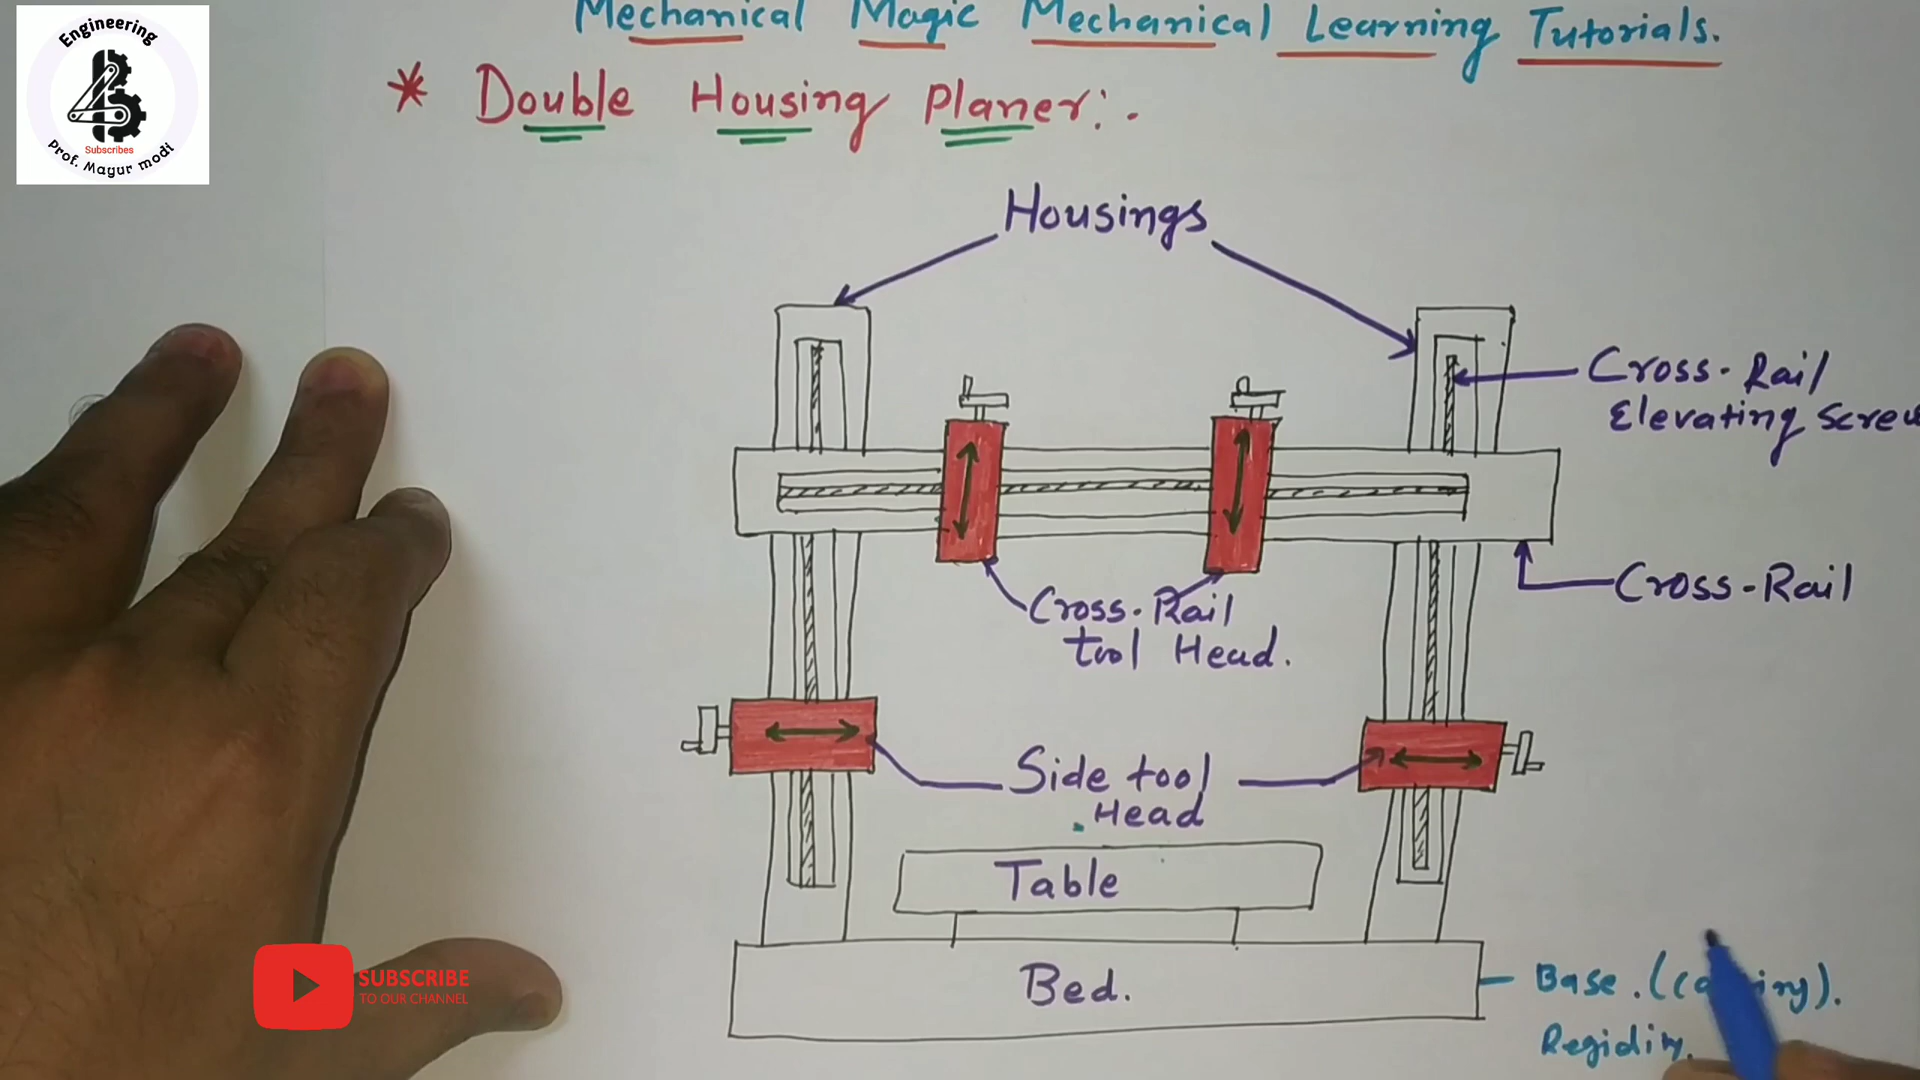 Engineering
Subscribes
Prof. Mayur modi
Mechanical Magic Mechanical Learning Tutorials.
* Double Housing Planer:.
Housings
Cross-Rail
Elevating Screw
Cross-Rail
Cross-Rail
tool Head.
Side tool
Head
Table
Bed.
SUBSCRIBE
TO OUR CHANNEL
Base.